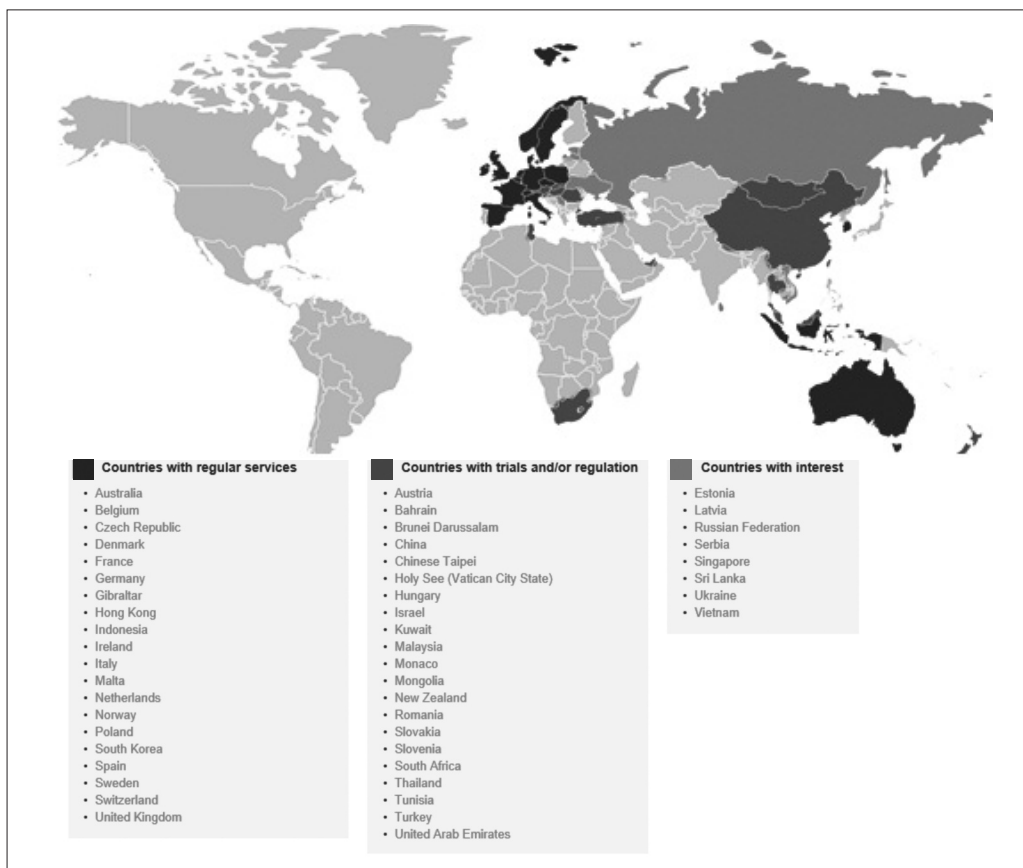 Countries with regular services
• Australia
• Belgium
• Czech Republic
• Denmark
• France
• Germany
• Gibraltar
• Hong Kong
• Indonesia
• Ireland
• Italy
• Malta
• Netherlands
• Norway
• Poland
• South Korea
• Spain
• Sweden
• Switzerland
• United Kingdom
Countries with trials and/or regulation
• Austria
• Bahrain
• Brunei Darussalam
• China
• Chinese Taipei
• Holy See (Vatican City State)
• Hungary
• Israel
• Kuwait
• Malaysia
• Monaco
• Mongolia
• New Zealand
• Romania
• Slovakia
• Slovenia
• South Africa
• Thailand
• Tunisia
• Turkey
• United Arab Emirates
Countries with interest
• Estonia
• Latvia
• Russian Federation
• Serbia
• Singapore
• Sri Lanka
• Ukraine
• Vietnam